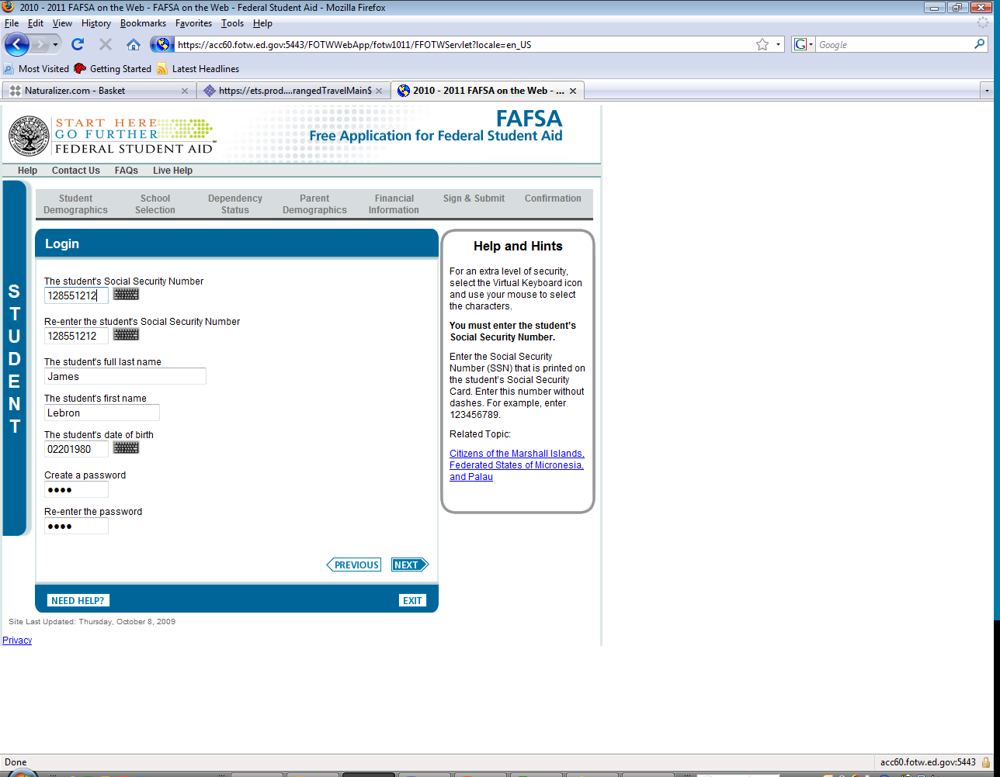 2010 - 2011 FAFSA on the Web - FAFSA on the Web - Federal Student Aid - Mozilla Firefox
File Edit View History Bookmarks Favorites Tools Help
https://acc60.fotw.ed.gov:5443/FOTWWebApp/fotw1011/FFOTWServlet?locale=en_US
Google
Most Visited Getting Started Latest Headlines
Naturalizer.com - Basket
https://ets.prod....rangedTravelMain$
2010 - 2011 FAFSA on the Web - ...
START HERE
GO FURTHER
FEDERAL STUDENT AID
FAFSA
Free Application for Federal Student Aid
Help Contact Us FAQs Live Help
STUDENT
Student Demographics
School Selection
Dependency Status
Parent Demographics
Financial Information
Sign & Submit
Confirmation
Login
The student's Social Security Number
128551212
Re-enter the student's Social Security Number
128551212
The student's full last name
James
The student's first name
Lebron
The student's date of birth
02201980
Create a password
••••
Re-enter the password
••••
PREVIOUS
NEXT
NEED HELP?
EXIT
Help and Hints
For an extra level of security,
select the Virtual Keyboard icon
and use your mouse to select
the characters.
You must enter the student's
Social Security Number.
Enter the Social Security
Number (SSN) that is printed on
the student's Social Security
Card. Enter this number without
dashes. For example, enter
123456789.
Related Topic:
Citizens of the Marshall Islands,
Federated States of Micronesia,
and Palau
Site Last Updated: Thursday, October 8, 2009
Privacy
Done
acc60.fotw.ed.gov:5443